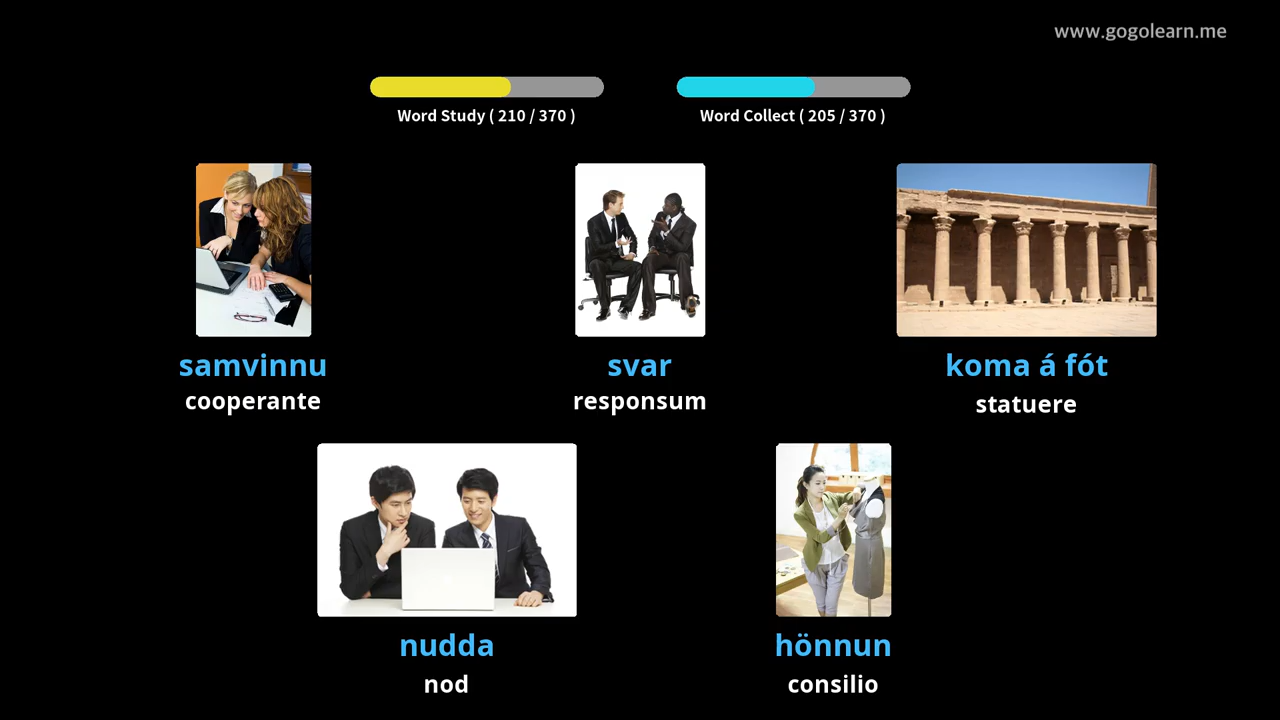 www.gogolearn.me
Word Study ( 210 / 370 )
Word Collect ( 205 / 370 )
samvinnu
cooperante
svar
responsum
koma á fót
statuere
nudda
nod
hönnun
consilio